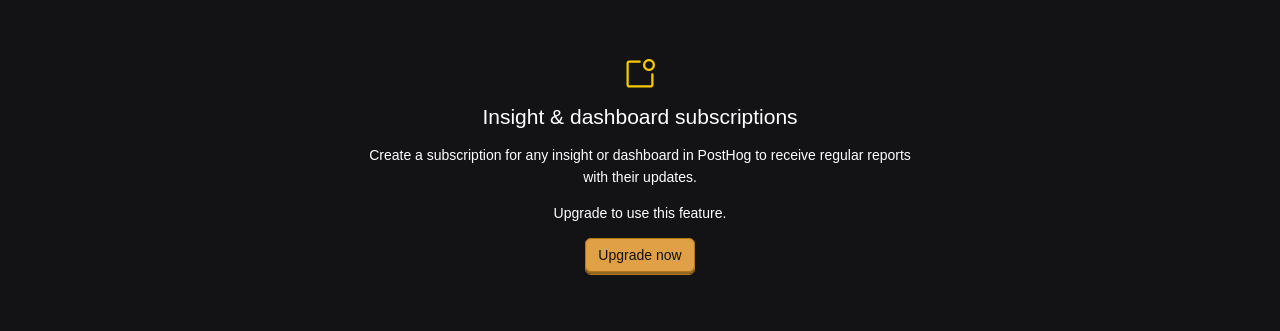 Insight & dashboard subscriptions
Create a subscription for any insight or dashboard in PostHog to receive regular reports
with their updates.
Upgrade to use this feature.
Upgrade now